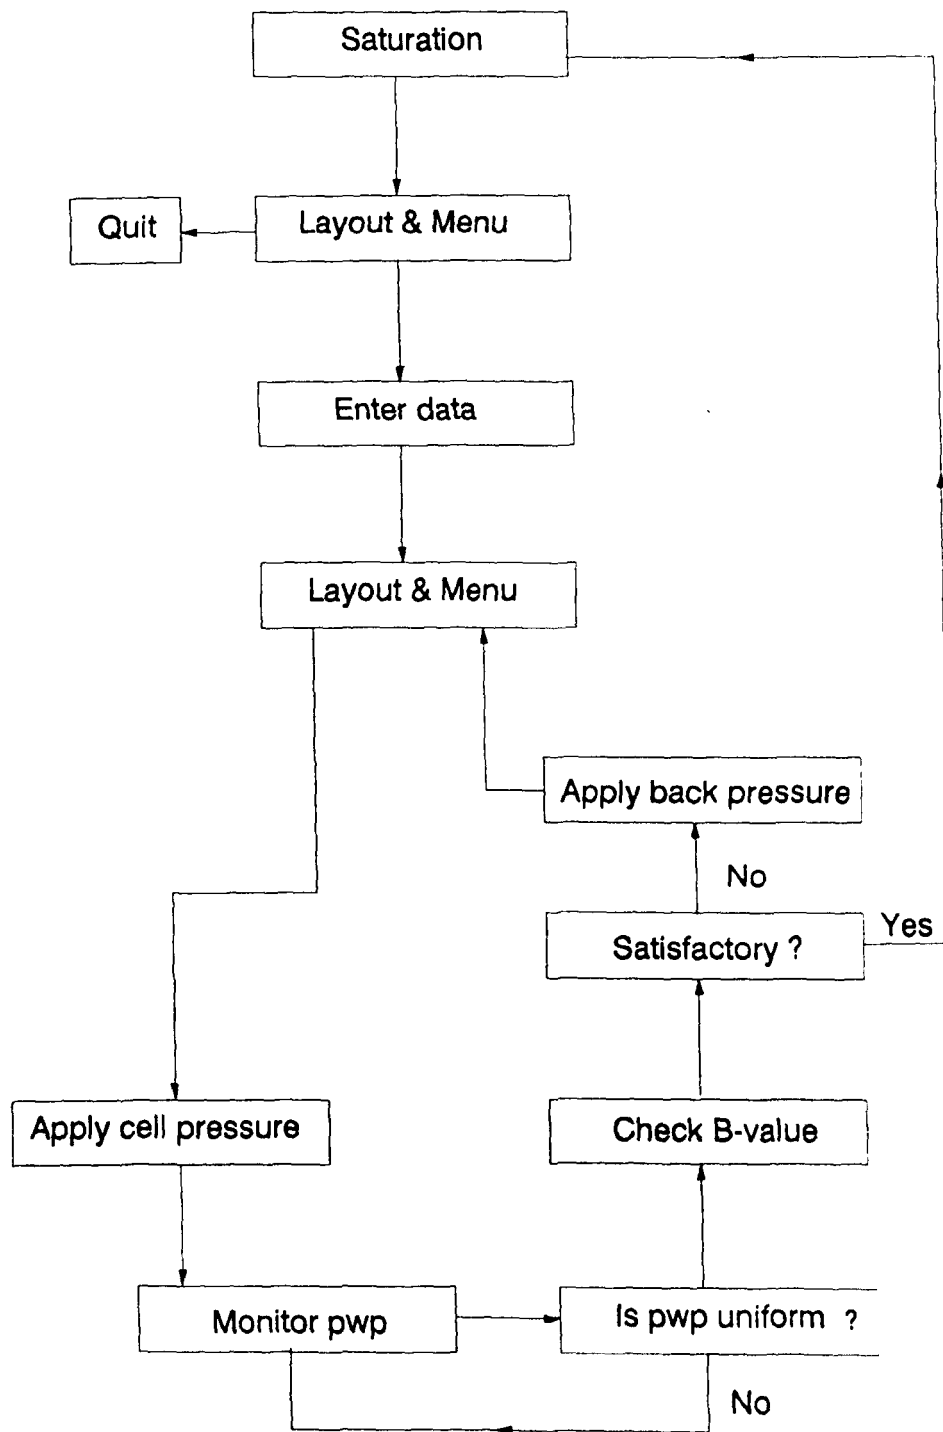 Saturation
Quit
Layout & Menu
Enter data
Layout & Menu
Apply back pressure
No
Satisfactory ?
Yes
Apply cell pressure
Check B-value
Monitor pwp
Is pwp uniform ?
No